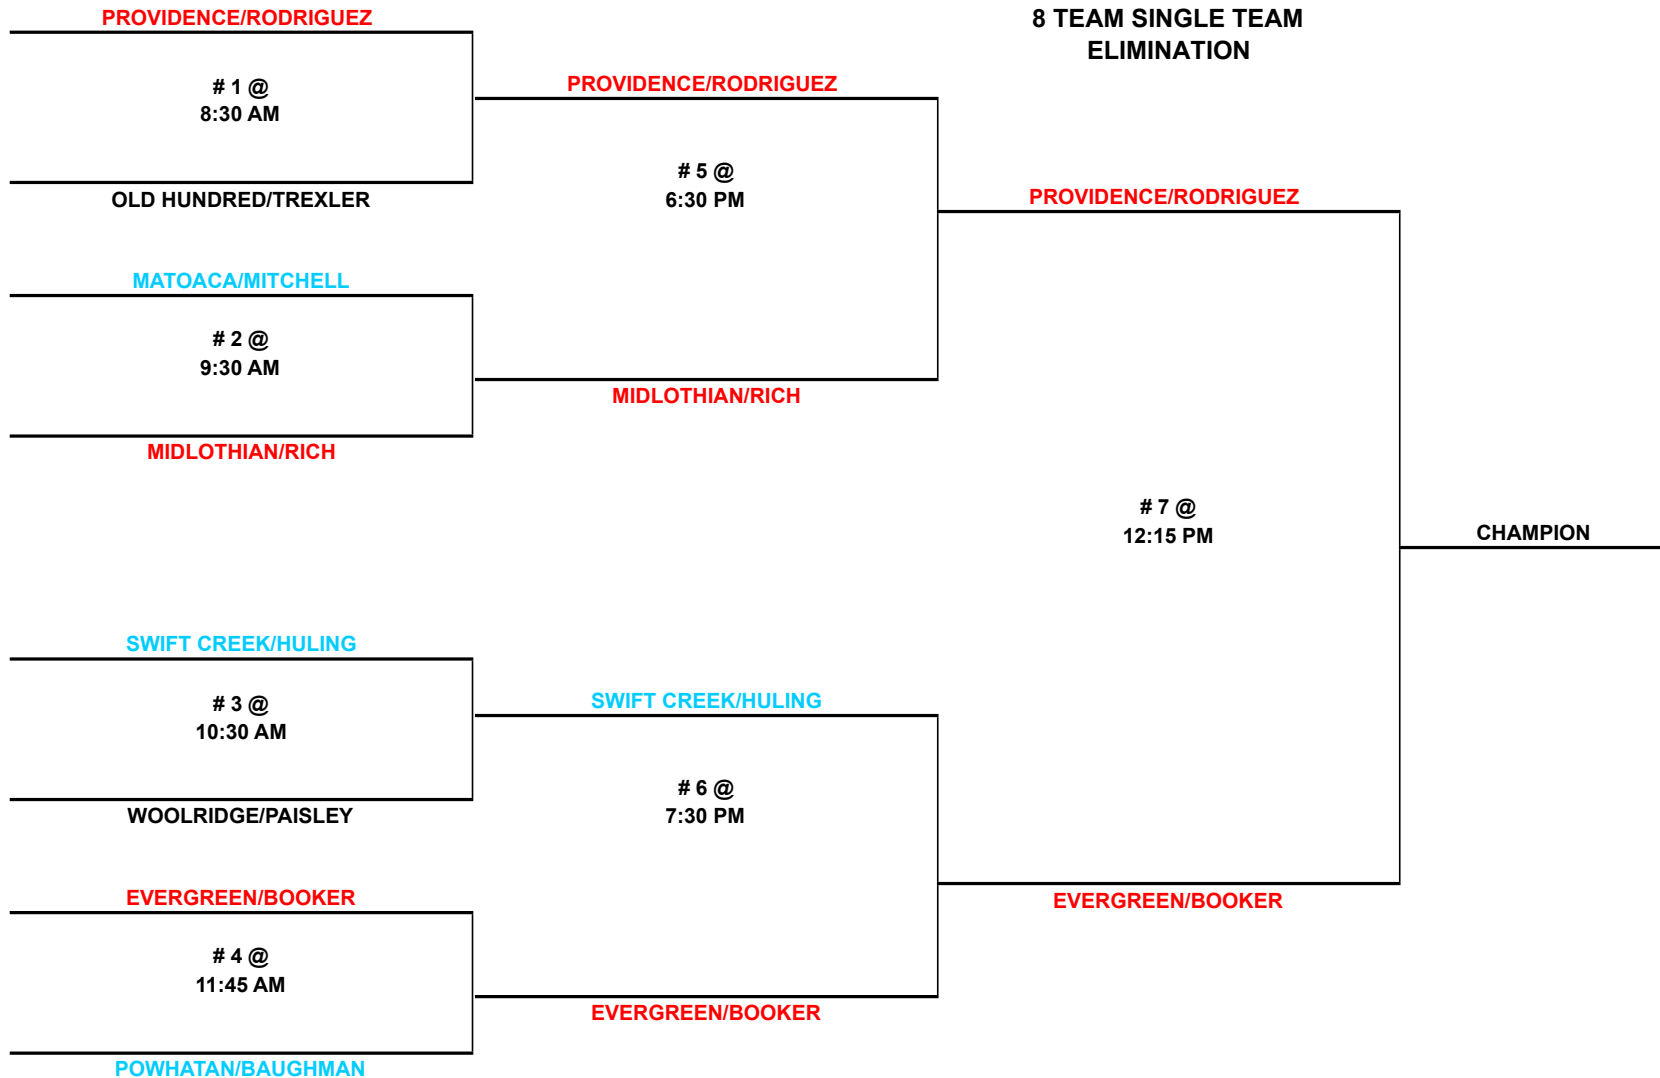 PROVIDENCE/RODRIGUEZ
8 TEAM SINGLE TEAM
ELIMINATION
# 1 @
8:30 AM
PROVIDENCE/RODRIGUEZ
OLD HUNDRED/TREXLER
# 5 @
6:30 PM
PROVIDENCE/RODRIGUEZ
MATOACA/MITCHELL
# 2 @
9:30 AM
MIDLOTHIAN/RICH
MIDLOTHIAN/RICH
# 7 @
12:15 PM
CHAMPION
SWIFT CREEK/HULING
# 3 @
10:30 AM
SWIFT CREEK/HULING
WOOLRIDGE/PAISLEY
# 6 @
7:30 PM
EVERGREEN/BOOKER
EVERGREEN/BOOKER
# 4 @
11:45 AM
EVERGREEN/BOOKER
POWHATAN/BAUGHMAN